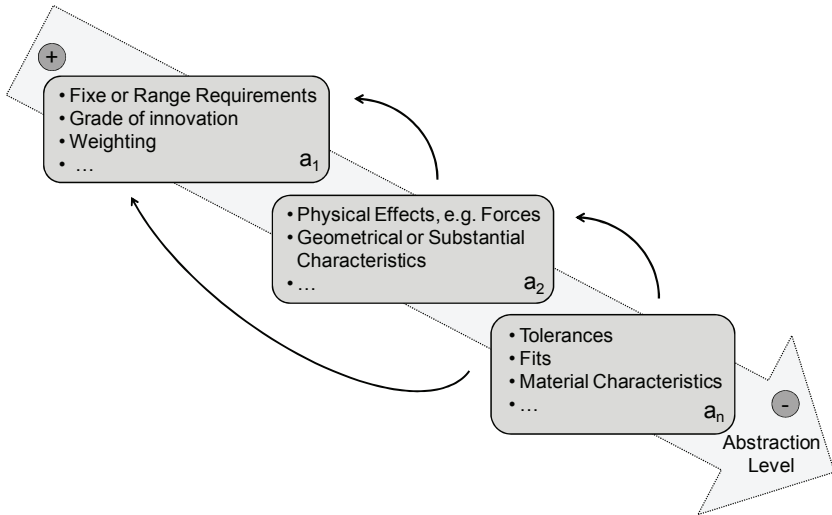 +
• Fixe or Range Requirements
• Grade of innovation
• Weighting
• …
a1
• Physical Effects, e.g. Forces
• Geometrical or Substantial
Characteristics
• …
a2
• Tolerances
• Fits
• Material Characteristics
• …
an
-
Abstraction
Level